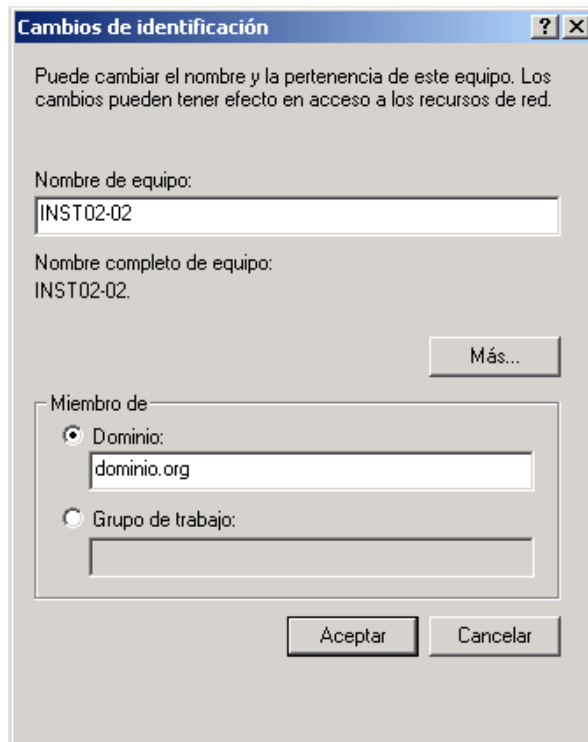 Cambios de identificación
Puede cambiar el nombre y la pertenencia de este equipo. Los
cambios pueden tener efecto en acceso a los recursos de red.
Nombre de equipo:
INST02-02
Nombre completo de equipo:
INST02-02.
Más...
Miembro de
Dominio:
dominio.org
Grupo de trabajo:
Aceptar
Cancelar